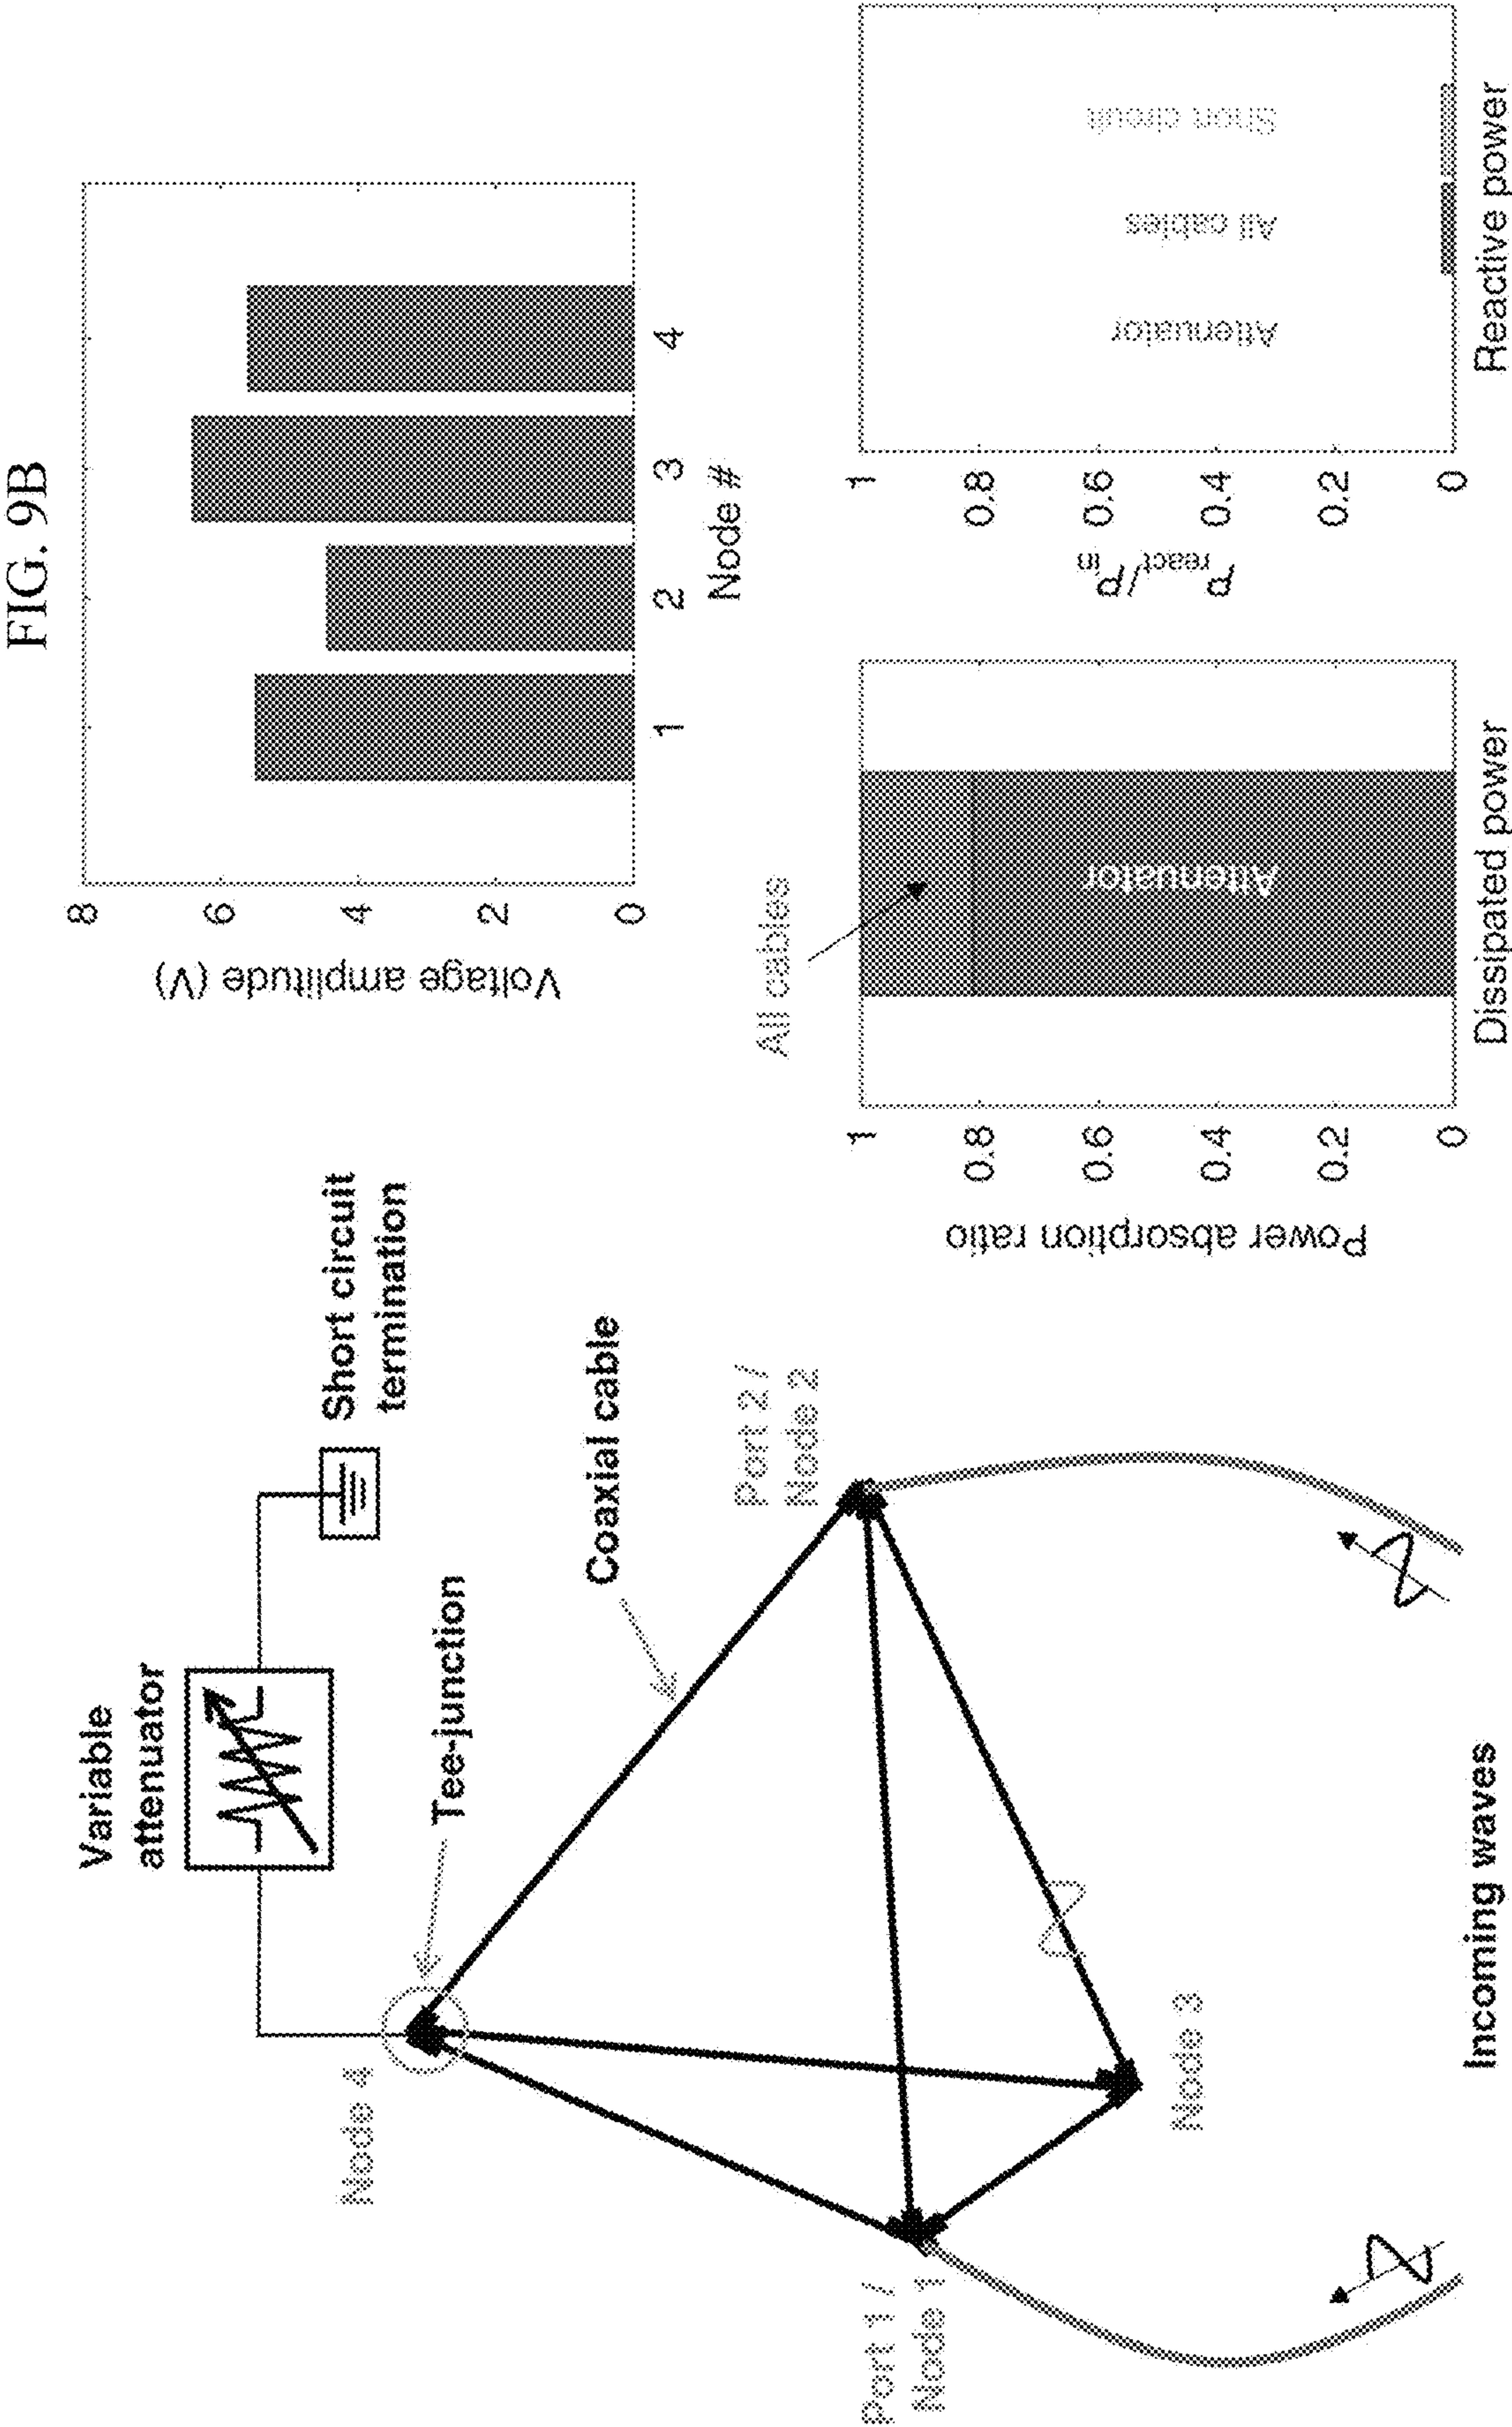 FIG. 9B
Variable
attenuator
Short circuit
termination
Node 4
Tee-junction
Coaxial cable
Port 2 /
Node 2
Port 1 /
Node 1
Node 3
Incoming waves
Voltage amplitude (V)
8
6
4
2
0
1
2
3
4
Node #
All cables
Power absorption ratio
1
0.8
0.6
0.4
0.2
0
Attenuator
Dissipated power
Preact/Pin
1
0.8
0.6
0.4
0.2
0
Attenuator
All cables
Short circuit
Reactive power